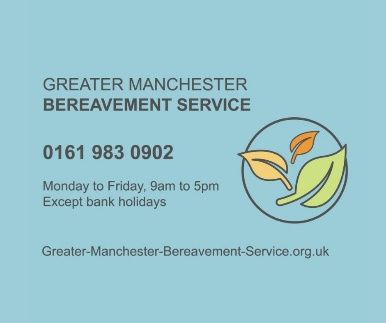 GREATER MANCHESTER
BEREAVEMENT SERVICE
0161 983 0902
Monday to Friday, 9am to 5pm
Except bank holidays
Greater-Manchester-Bereavement-Service.org.uk